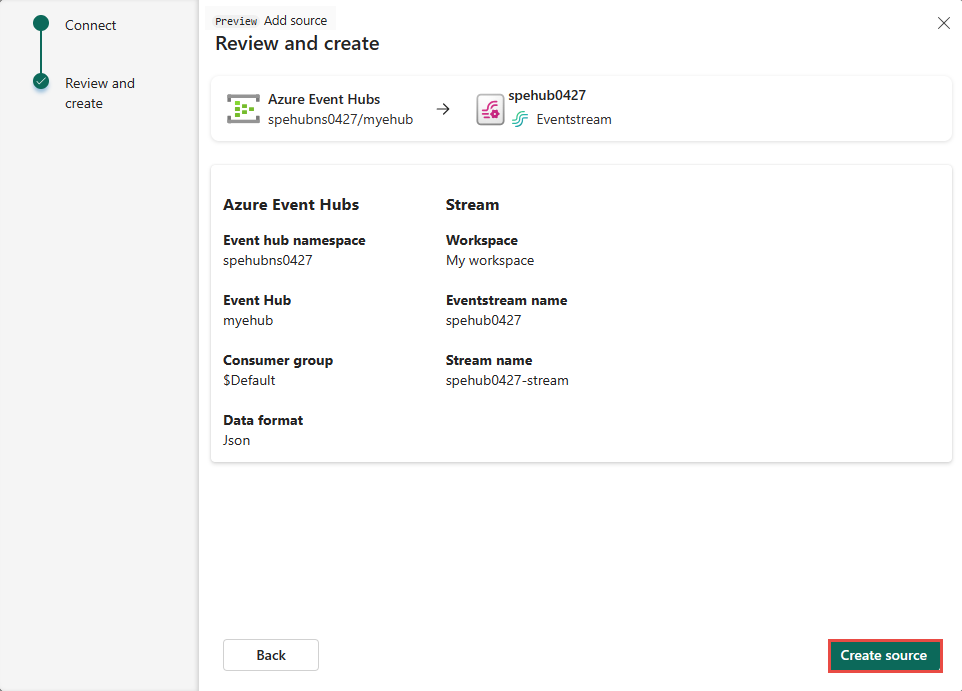 Connect
Review and
create
Preview Add source
Review and create
Azure Event Hubs
spehubns0427/myehub
spehub0427
Eventstream
Azure Event Hubs
Event hub namespace
spehubns0427
Event Hub
myehub
Consumer group
$Default
Data format
Json
Stream
Workspace
My workspace
Eventstream name
spehub0427
Stream name
spehub0427-stream
Back
Create source